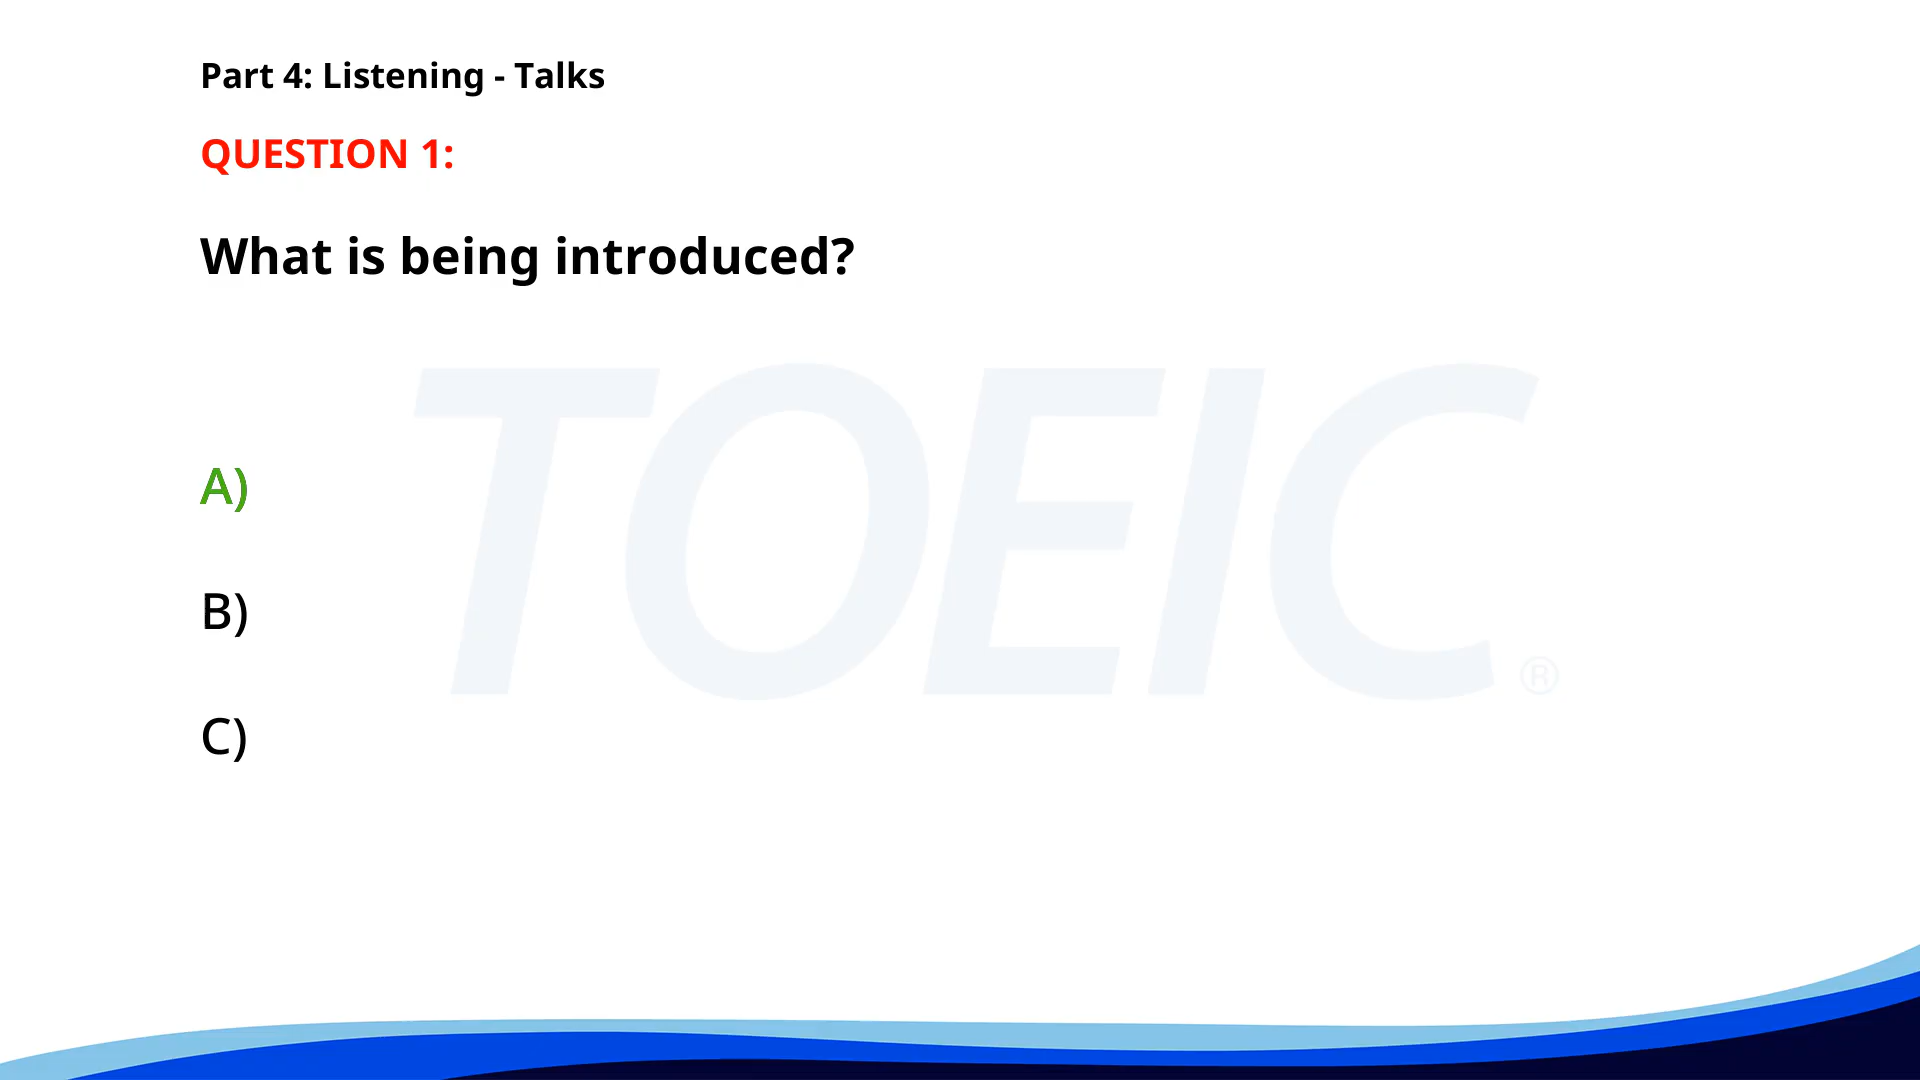 Part 4: Listening - Talks
QUESTION 1:
What is being introduced?
TOEIC®
A)
B)
C)